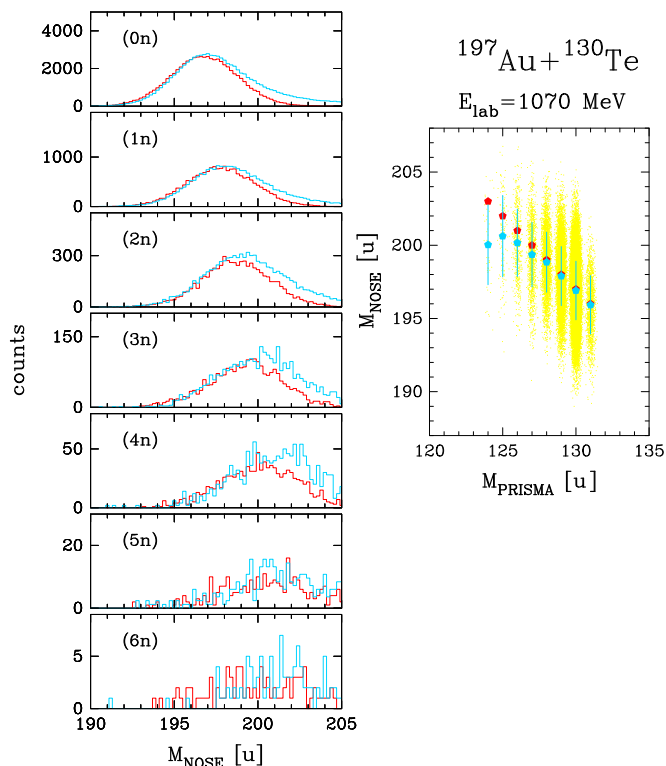 counts
4000
2000
0
(0n)
1000
0
(1n)
300
0
(2n)
150
0
(3n)
50
0
(4n)
20
0
(5n)
5
0
(6n)
190 195 200 205
M_NOSE [u]
¹⁹⁷Au+¹³⁰Te
E_lab=1070 MeV
M_NOSE [u]
205
200
195
190
120 125 130 135
M_PRISMA [u]